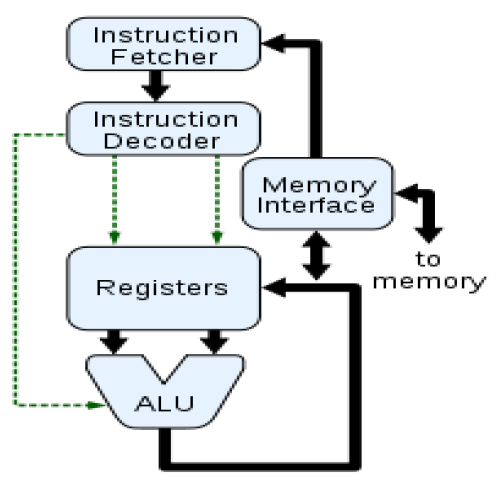 Instruction
Fetcher
Instruction
Decoder
Memory
Interface
to
memory
Registers
ALU